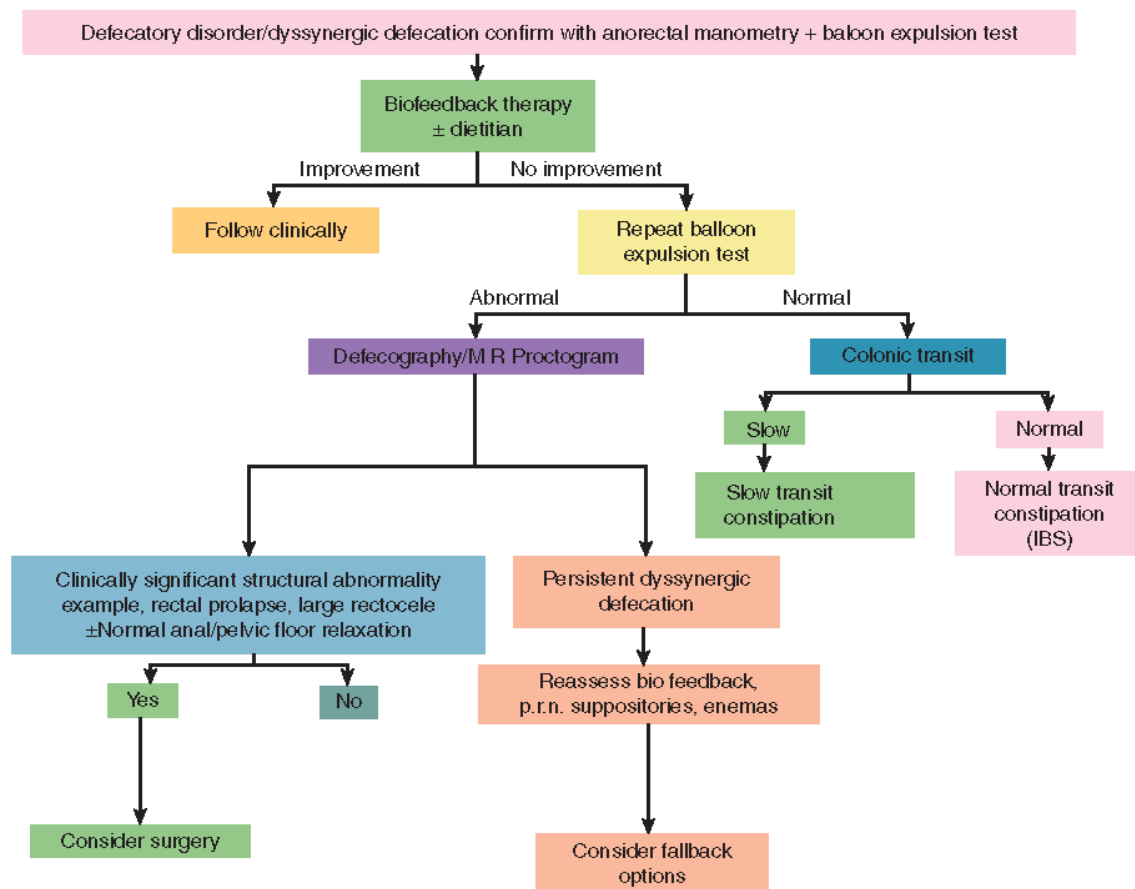 Defecatory disorder/dyssynergic defecation confirm with anorectal manometry + baloon expulsion test
Biofeedback therapy
± dietitian
Improvement
No improvement
Follow clinically
Repeat balloon
expulsion test
Abnormal
Normal
Defecography/M R Proctogram
Colonic transit
Slow
Normal
Slow transit
constipation
Normal transit
constipation
(IBS)
Clinically significant structural abnormality
example, rectal prolapse, large rectocele
±Normal anal/pelvic floor relaxation
Persistent dyssynergic
defecation
Yes
No
Reassess bio feedback,
p.r.n. suppositories, enemas
Consider surgery
Consider fallback
options